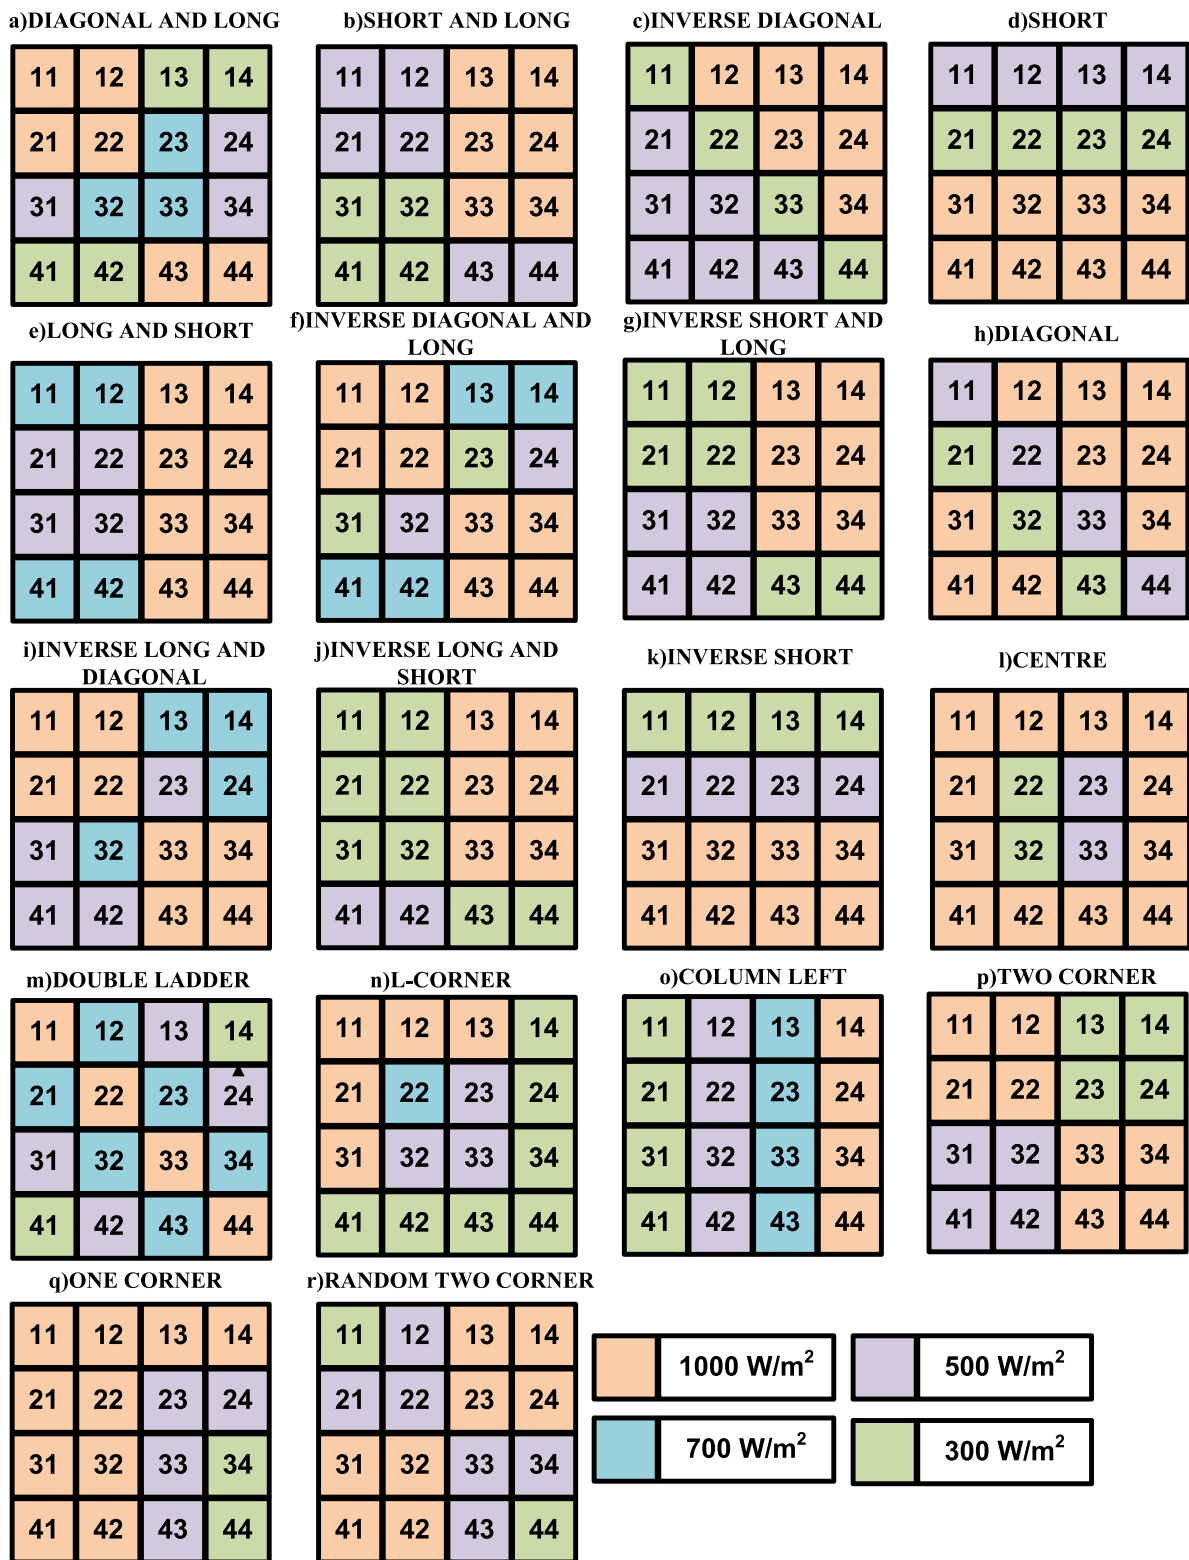 a)DIAGONAL AND LONG
b)SHORT AND LONG
c)INVERSE DIAGONAL
d)SHORT
11 12 13 14
21 22 23 24
31 32 33 34
41 42 43 44
11 12 13 14
21 22 23 24
31 32 33 34
41 42 43 44
11 12 13 14
21 22 23 24
31 32 33 34
41 42 43 44
11 12 13 14
21 22 23 24
31 32 33 34
41 42 43 44
e)LONG AND SHORT
f)INVERSE DIAGONAL AND
LONG
g)INVERSE SHORT AND
LONG
h)DIAGONAL
11 12 13 14
21 22 23 24
31 32 33 34
41 42 43 44
11 12 13 14
21 22 23 24
31 32 33 34
41 42 43 44
11 12 13 14
21 22 23 24
31 32 33 34
41 42 43 44
11 12 13 14
21 22 23 24
31 32 33 34
41 42 43 44
i)INVERSE LONG AND
DIAGONAL
j)INVERSE LONG AND
SHORT
k)INVERSE SHORT
l)CENTRE
11 12 13 14
21 22 23 24
31 32 33 34
41 42 43 44
11 12 13 14
21 22 23 24
31 32 33 34
41 42 43 44
11 12 13 14
21 22 23 24
31 32 33 34
41 42 43 44
11 12 13 14
21 22 23 24
31 32 33 34
41 42 43 44
m)DOUBLE LADDER
n)L-CORNER
o)COLUMN LEFT
p)TWO CORNER
11 12 13 14
21 22 23 24
31 32 33 34
41 42 43 44
11 12 13 14
21 22 23 24
31 32 33 34
41 42 43 44
11 12 13 14
21 22 23 24
31 32 33 34
41 42 43 44
11 12 13 14
21 22 23 24
31 32 33 34
41 42 43 44
q)ONE CORNER
r)RANDOM TWO CORNER
11 12 13 14
21 22 23 24
31 32 33 34
41 42 43 44
11 12 13 14
21 22 23 24
31 32 33 34
41 42 43 44
1000 W/m²
500 W/m²
700 W/m²
300 W/m²